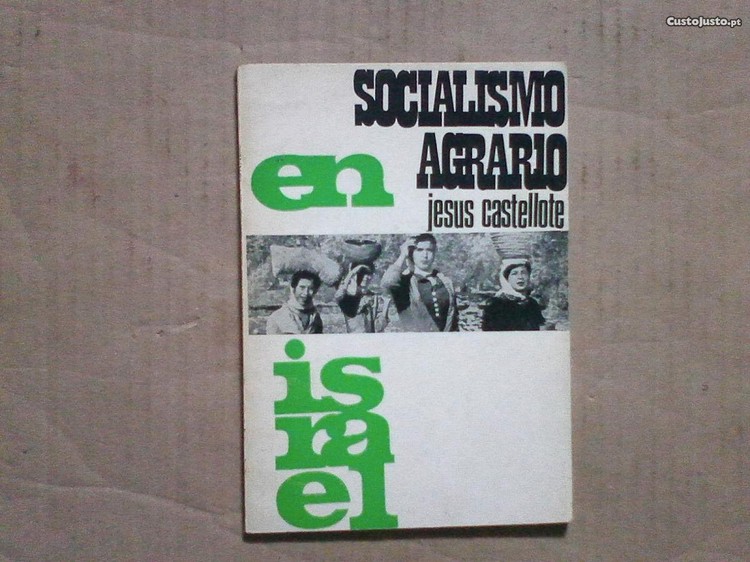 CustoJusto.pt
SOCIALISMO
AGRARIO
en
jesus castellote
is
ra
el